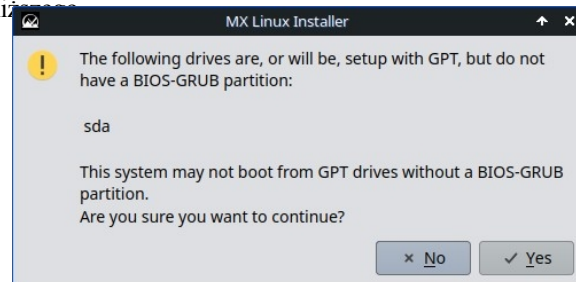 MX Linux Installer
The following drives are, or will be, setup with GPT, but do not
have a BIOS-GRUB partition:
sda
This system may not boot from GPT drives without a BIOS-GRUB
partition.
Are you sure you want to continue?
No
Yes